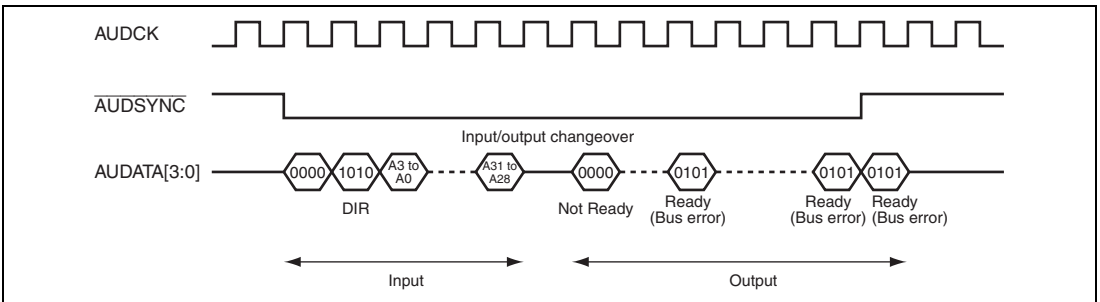 AUDCK
AUDSYNC
Input/output changeover
AUDATA[3:0]
0000 1010 A3 to A0 A31 to A28 0000 0101 0101 0101
DIR
Not Ready
Ready
(Bus error)
Ready
(Bus error)
Ready
(Bus error)
Input
Output